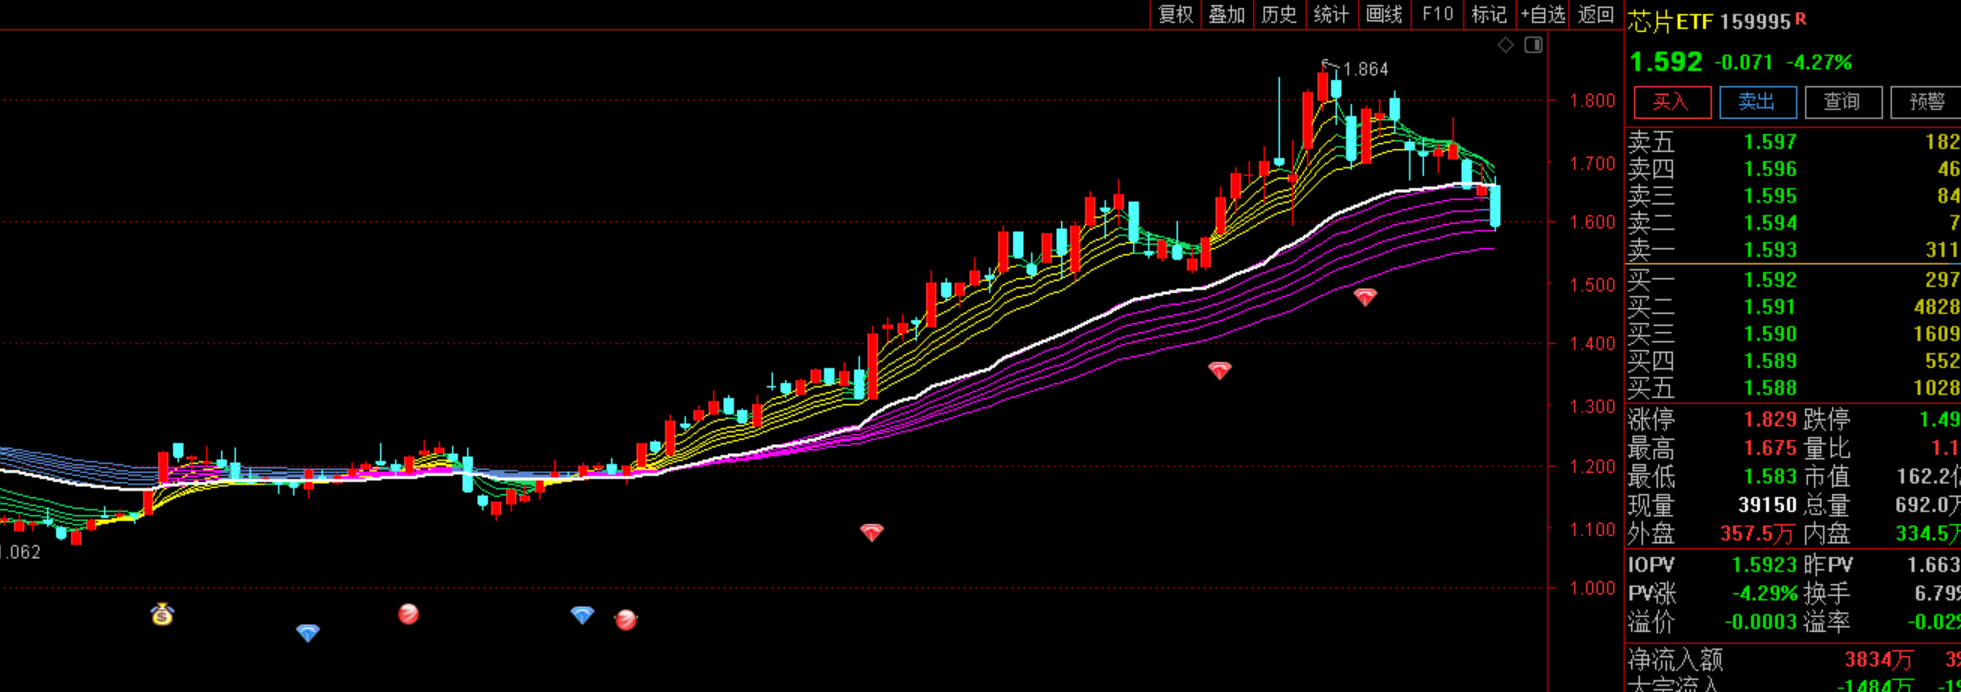 复权 叠加 历史 统计 画线 F10 标记 +自选 返回
芯片ETF 159995 R
1.592 -0.071 -4.27%
买入 卖出 查询 预警
卖五 1.597 182
卖四 1.596 46
卖三 1.595 84
卖二 1.594 7
卖一 1.593 311
买一 1.592 297
买二 1.591 4828
买三 1.590 1609
买四 1.589 552
买五 1.588 1028
涨停 1.829 跌停 1.49
最高 1.675 量比 1.1
最低 1.583 市值 162.2亿
现量 39150 总量 692.0万
外盘 357.5万 内盘 334.5万
IOPV 1.5923 昨PV 1.663
PV涨 -4.29% 换手 6.79%
溢价 -0.0003 溢率 -0.02%
净流入额 3834万
大宗流入 -1484万
1.864
1.800
1.700
1.600
1.500
1.400
1.300
1.200
1.100
1.000
1.062